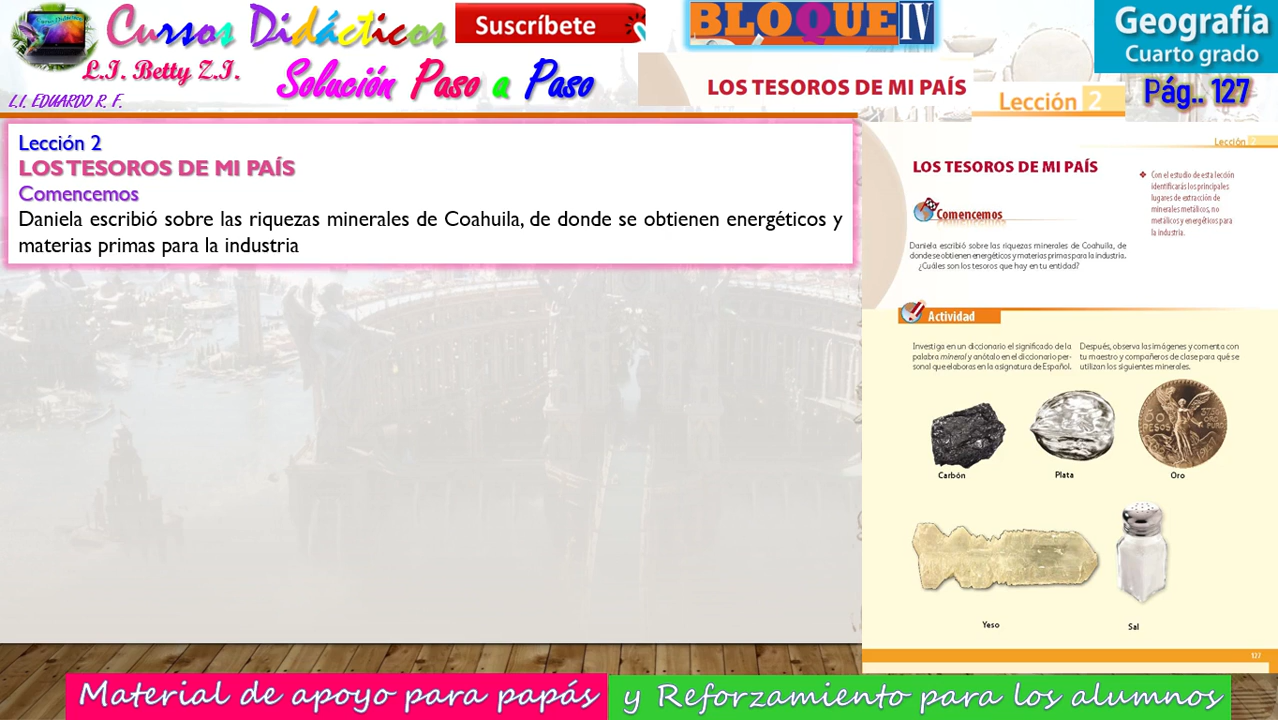 Cursos Didácticos
L.I. Betty Z.I.
L.I. EDUARDO R. F.
Solución Paso a Paso
Suscríbete
BLOQUE IV
LOS TESOROS DE MI PAÍS
Lección 2
Geografía
Cuarto grado
Pág.. 127
Lección 2
LOS TESOROS DE MI PAÍS
Comencemos
Daniela escribió sobre las riquezas minerales de Coahuila, de donde se obtienen energéticos y
materias primas para la industria
Lección 2
LOS TESOROS DE MI PAÍS
Comencemos
Daniela escribió sobre las riquezas minerales de Coahuila, de
donde se obtienen energéticos y materias primas para la industria.
¿Cuáles son los tesoros que hay en tu entidad?
❖ Con el estudio de esta lección
identificarás los principales
lugares de extracción de
minerales metálicos, no
metálicos y energéticos para
la industria.
Actividad
Investiga en un diccionario el significado de la
palabra mineral y anótalo en el diccionario per-
sonal que elaboras en la asignatura de Español.
Después, observa las imágenes y comenta con
tu maestro y compañeros de clase para qué se
utilizan los siguientes minerales.
50
PESOS
Carbón
Plata
Oro
Yeso
Sal
127
Material de apoyo para papás y Reforzamiento para los alumnos